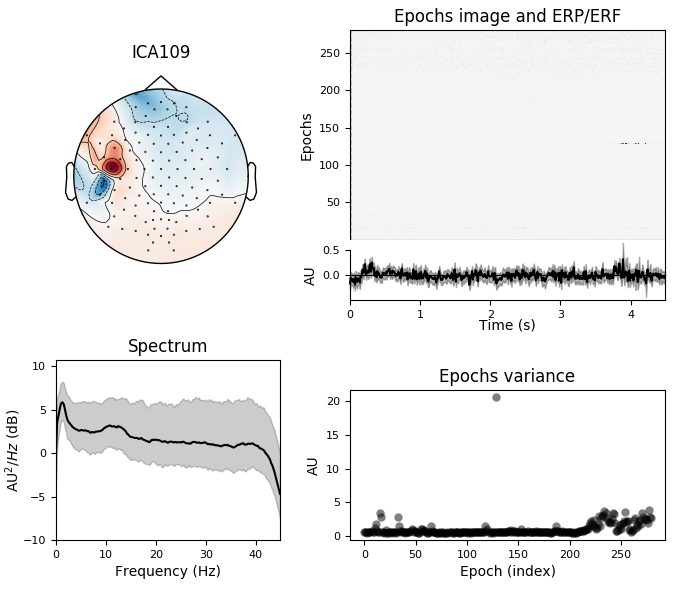 ICA109
Epochs image and ERP/ERF
Epochs
250
200
150
100
50
AU
0.5
0.0
0 1 2 3 4
Time (s)
Spectrum
AU²/Hz (dB)
10
5
0
−5
−10
0 10 20 30 40
Frequency (Hz)
Epochs variance
AU
20
15
10
5
0
0 50 100 150 200 250
Epoch (index)